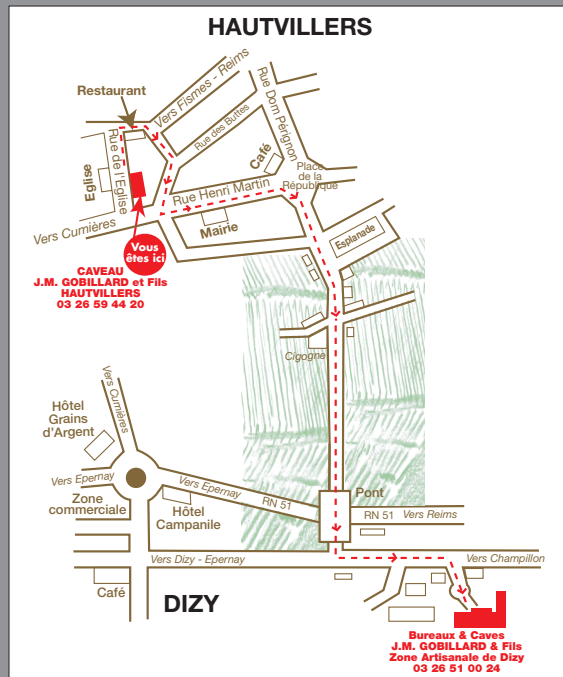 HAUTVILLERS
Restaurant
Vers Fismes - Reims
Rue des Buttes
Rue Dom Pérignon
Café
Place
de la
République
Eglise
Rue de l'Eglise
Rue Henri Martin
Mairie
Esplanade
Vers Cumières
Vous
êtes ici
CAVEAU
J.M. GOBILLARD et Fils
HAUTVILLERS
03 26 59 44 20
Cigogne
Vers Cumières
Hôtel
Grains
d'Argent
Vers Epernay
Vers Epernay
RN 51
Pont
RN 51
Vers Reims
Zone
commerciale
Hôtel
Campanile
Vers Dizy - Epernay
Vers Champillon
Café
DIZY
Bureaux & Caves
J.M. GOBILLARD & Fils
Zone Artisanale de Dizy
03 26 51 00 24